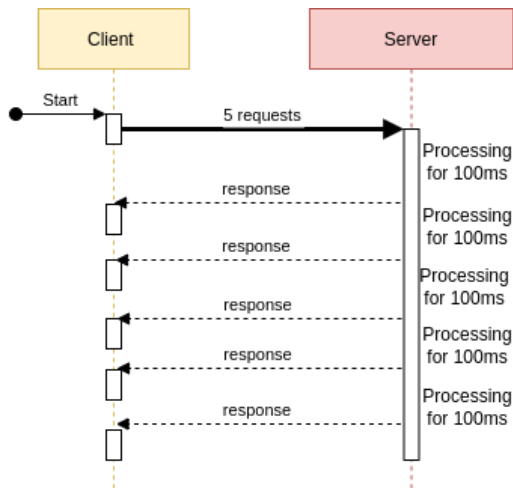 Client
Server
Start
5 requests
Processing
for 100ms
response
Processing
for 100ms
response
Processing
for 100ms
response
Processing
for 100ms
response
Processing
for 100ms
response